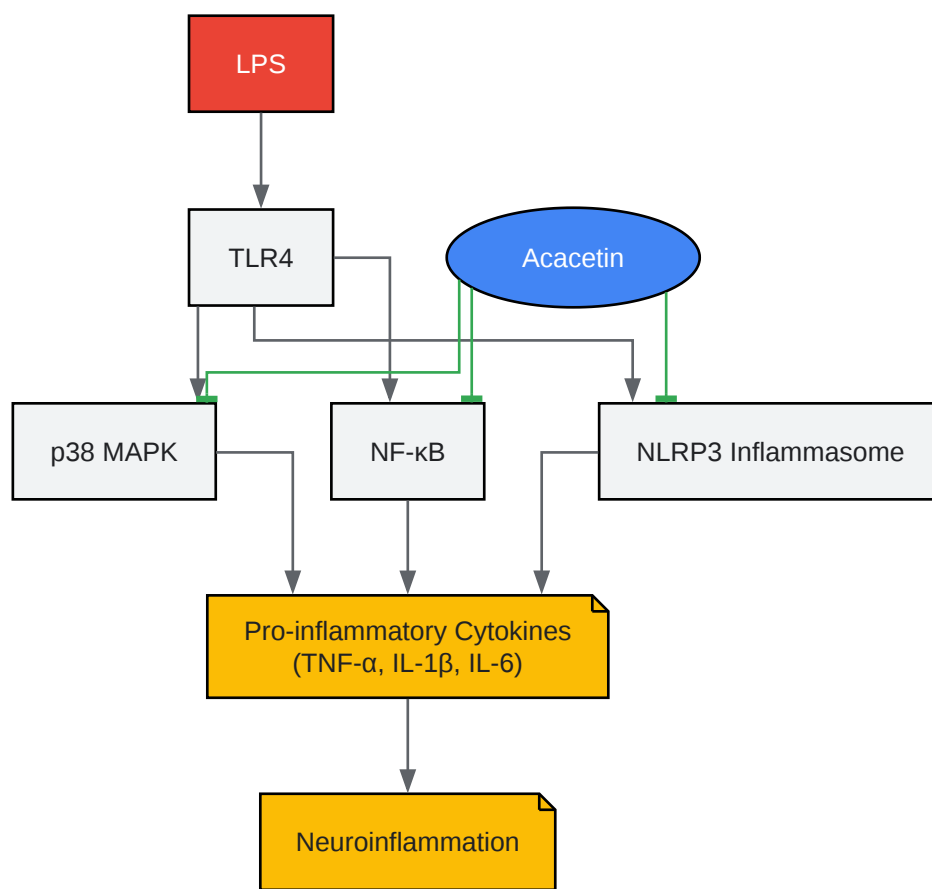 LPS
TLR4
Acacetin
p38 MAPK
NF-κB
NLRP3 Inflammasome
Pro-inflammatory Cytokines
(TNF-α, IL-1β, IL-6)
Neuroinflammation